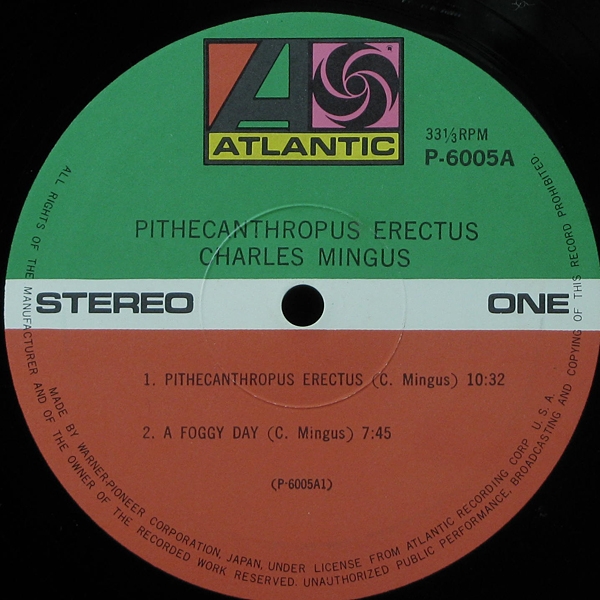 ATLANTIC
33⅓RPM
P-6005A
PITHECANTHROPUS ERECTUS
CHARLES MINGUS
STEREO
ONE
1. PITHECANTHROPUS ERECTUS (C. Mingus) 10:32
2. A FOGGY DAY (C. Mingus) 7:45
(P-6005A1)
MADE BY WARNER-PIONEER CORPORATION, JAPAN, UNDER LICENSE FROM ATLANTIC RECORDING CORP. U.S.A.
ALL RIGHTS OF THE MANUFACTURER AND OF THE OWNER OF THE RECORDED WORK RESERVED. UNAUTHORIZED PUBLIC PERFORMANCE, BROADCASTING AND COPYING OF THIS RECORD PROHIBITED.